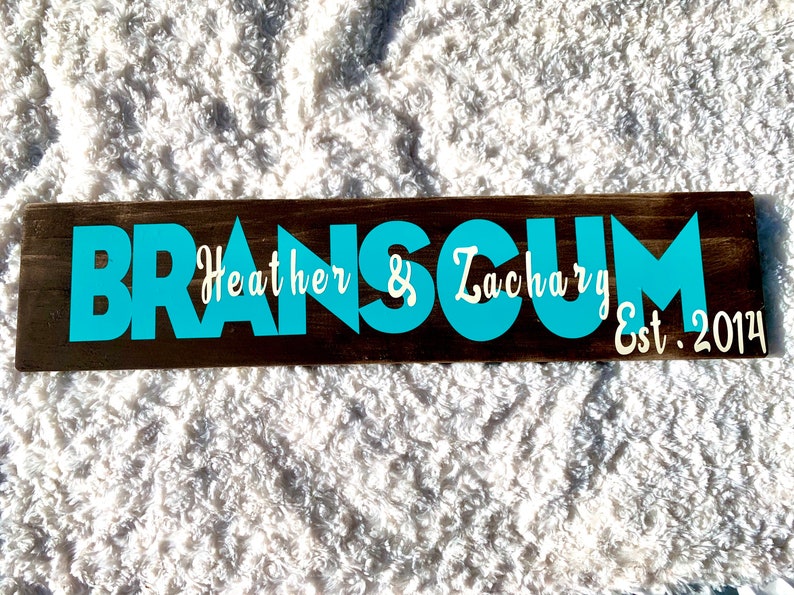 BRANSCUM
Heather & Zachary
Est. 2014